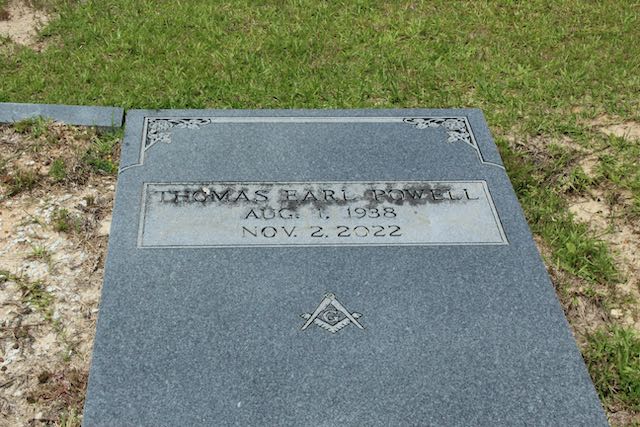 THOMAS EARL POWELL
AUG. 1, 1938
NOV. 2, 2022
G